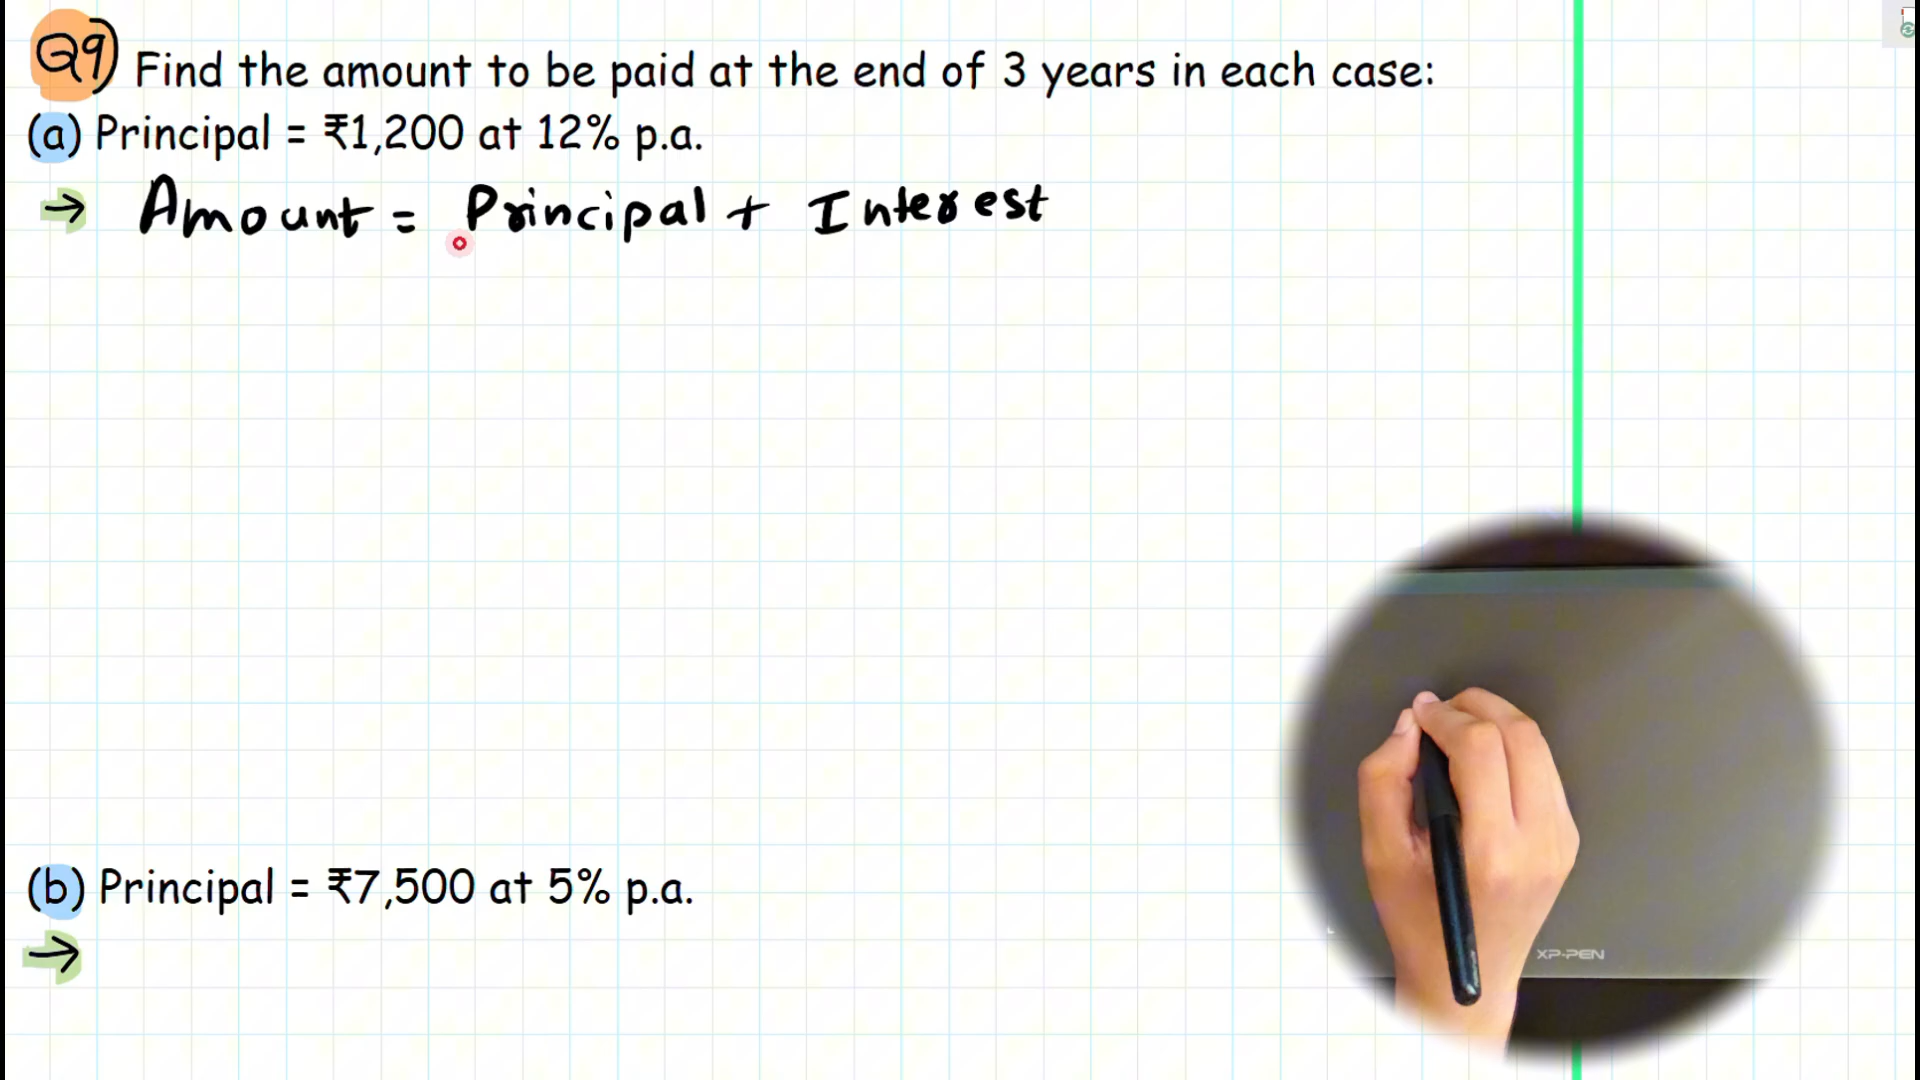 Q9) Find the amount to be paid at the end of 3 years in each case:
(a) Principal = ₹1,200 at 12% p.a.
→ Amount = Principal + Interest
(b) Principal = ₹7,500 at 5% p.a.
→
XP-PEN